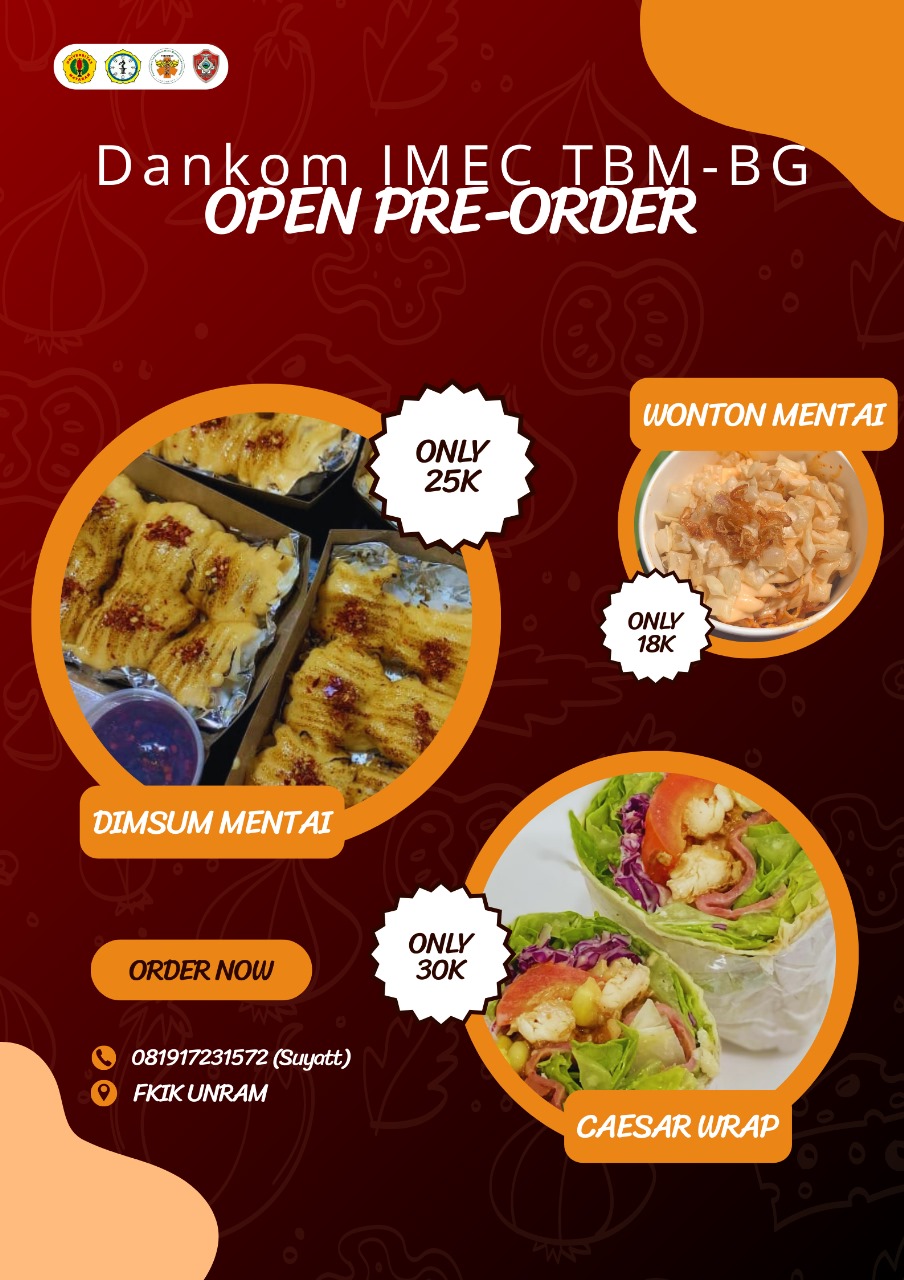 Dankom IMEC TBM-BG
OPEN PRE-ORDER
WONTON MENTAI
ONLY
25K
ONLY
18K
DIMSUM MENTAI
ONLY
30K
ORDER NOW
081917231572 (Suyatt)
FKIK UNRAM
CAESAR WRAP